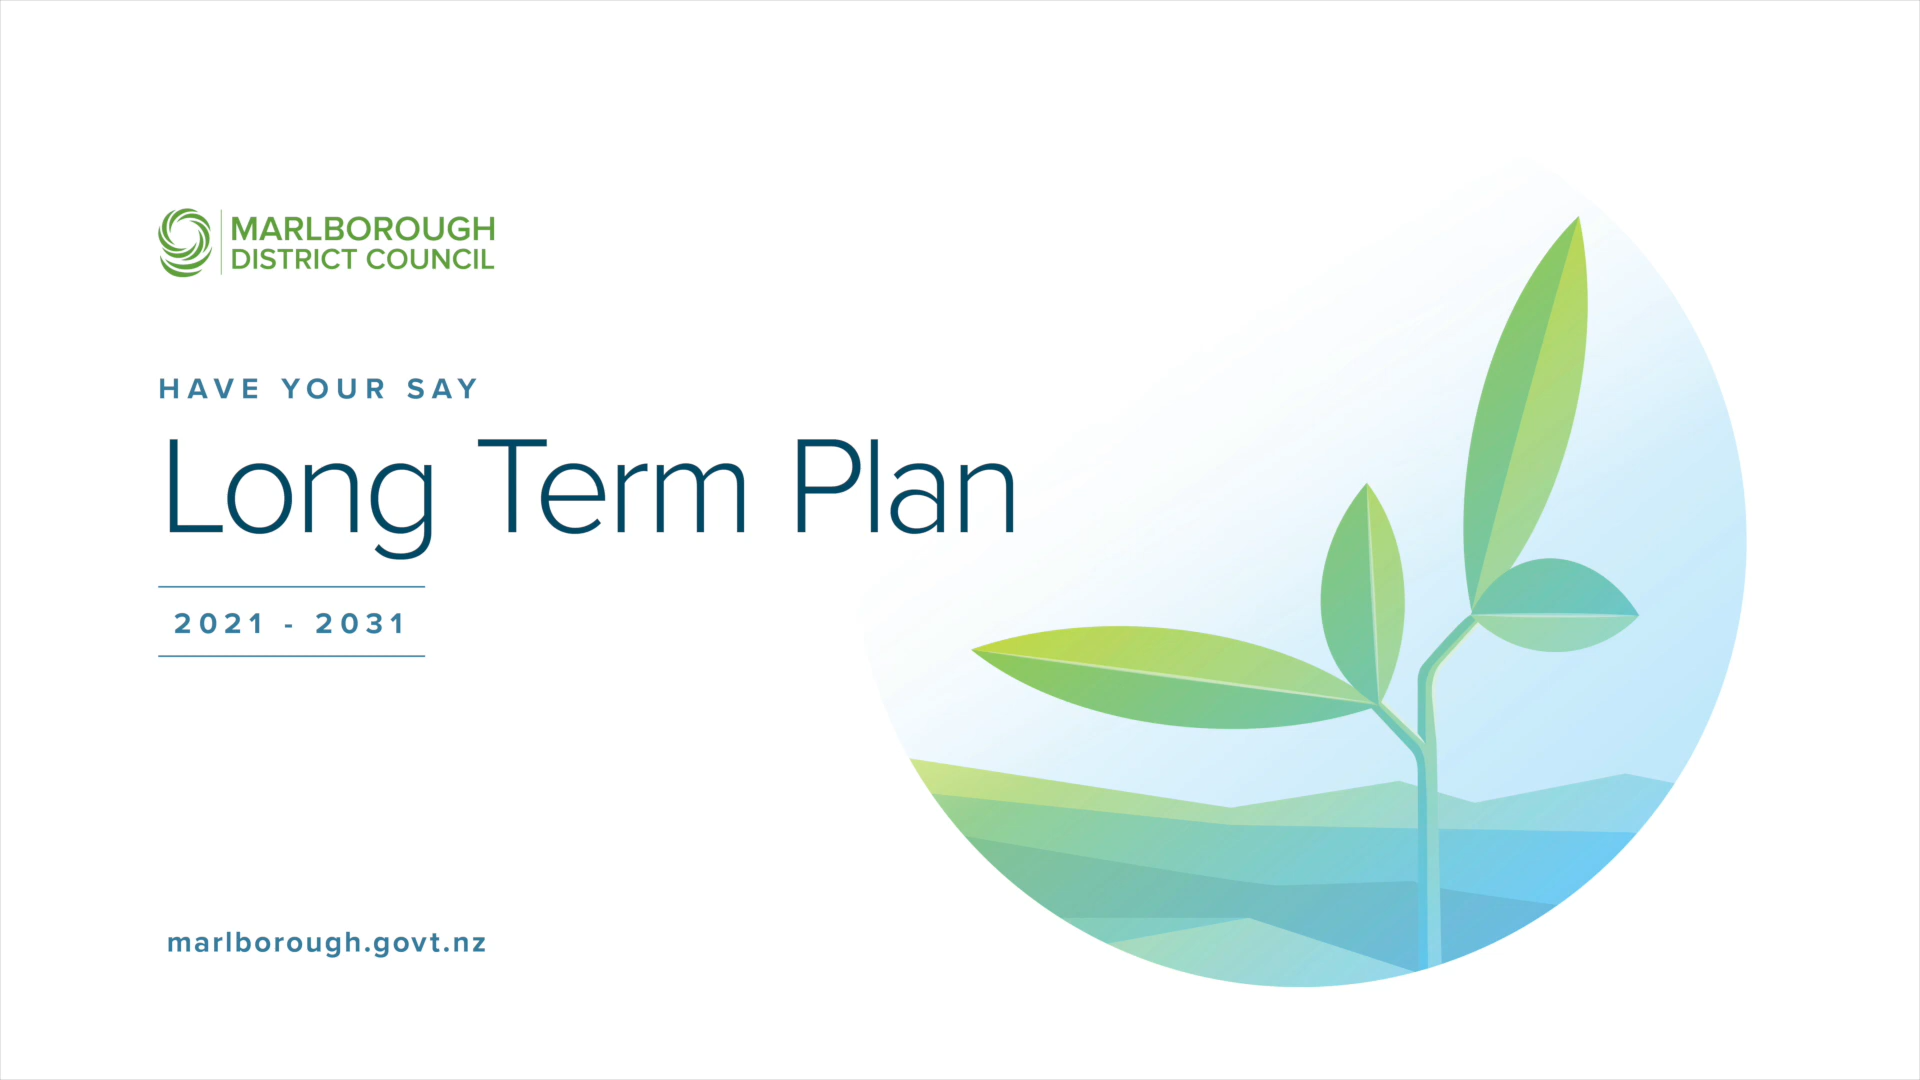 MARLBOROUGH
DISTRICT COUNCIL
HAVE YOUR SAY
Long Term Plan
2021 - 2031
marlborough.govt.nz